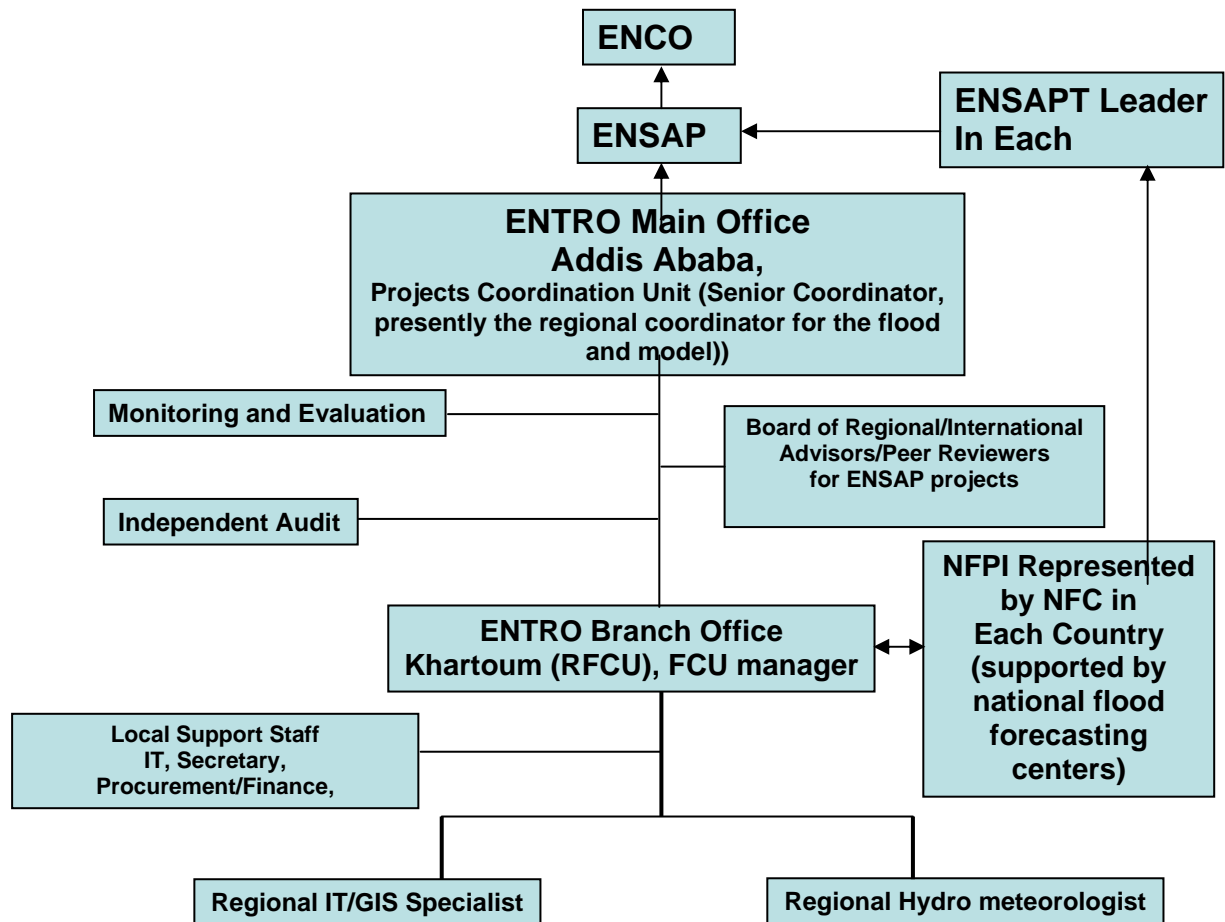 ENCO
ENSAP
ENSAPT Leader
In Each
ENTRO Main Office
Addis Ababa,
Projects Coordination Unit (Senior Coordinator,
presently the regional coordinator for the flood
and model))
Monitoring and Evaluation
Board of Regional/International
Advisors/Peer Reviewers
for ENSAP projects
Independent Audit
NFPI Represented
by NFC in
Each Country
(supported by
national flood
forecasting
centers)
ENTRO Branch Office
Khartoum (RFCU), FCU manager
Local Support Staff
IT, Secretary,
Procurement/Finance,
Regional IT/GIS Specialist
Regional Hydro meteorologist